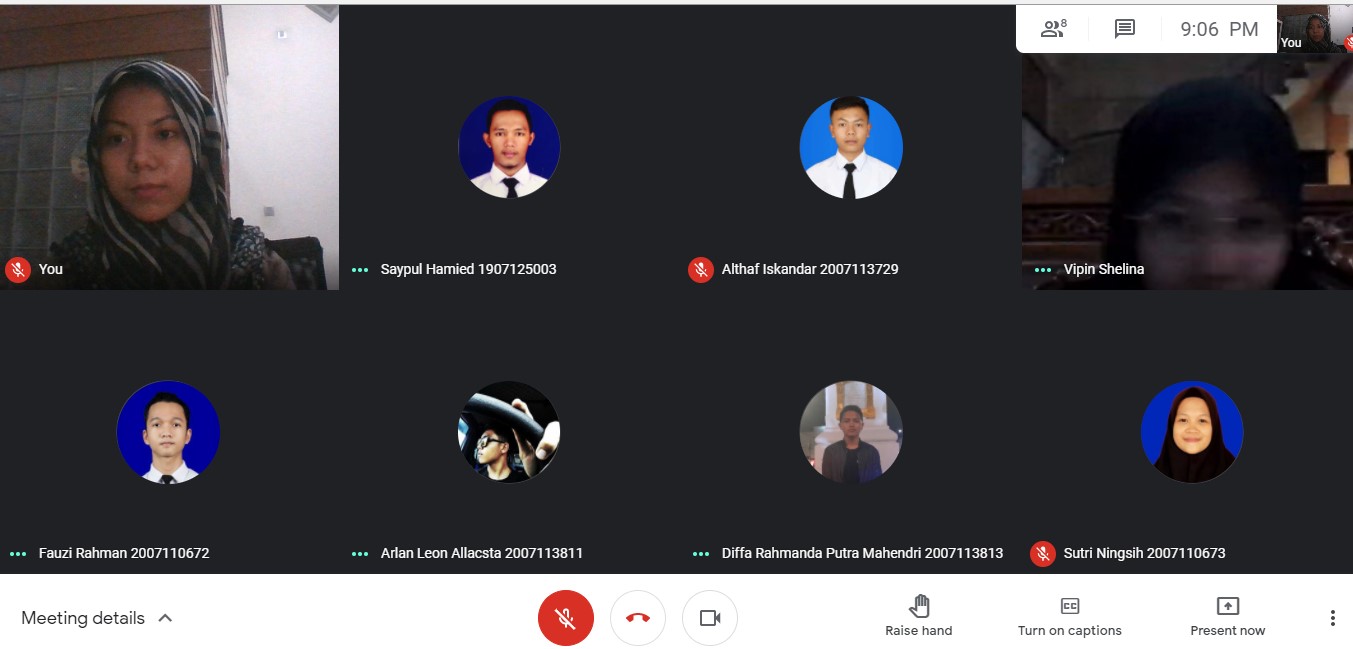 8
9:06 PM
You
You
Saypul Hamied 1907125003
Althaf Iskandar 2007113729
Vipin Shelina
Fauzi Rahman 2007110672
Arlan Leon Allacsta 2007113811
Diffa Rahmanda Putra Mahendri 2007113813
Sutri Ningsih 2007110673
Meeting details
CC
Raise hand
Turn on captions
Present now